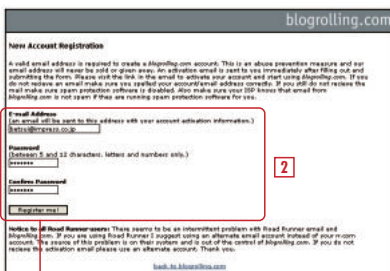 blogrolling.com
New Account Registration
A valid email address is required to create a blogrolling.com account. This is an abuse prevention measure and our
email address will never be sold or given away. An activation email is sent to you immediately after filling out and
submitting the form. Please visit the link in the email to activate your account and start using blogrolling.com. If you
do not recieve an email make sure you spelled your account/email address correctly. If you still do not recieve the
mail make sure spam protection software is disabled. Also make sure your ISP knows that email from
blogrolling.com is not spam if they are running spam protection software for you.
E-mail Address
(an email will be sent to this address with your account activation information.)
betsui@impress.co.jp
Password
(between 5 and 12 characters. letters and numbers only.)
*******
Confirm Password
*******
Register me!
2
Notice to all Road Runner users: There seems to be an intermittent problem with Road Runner email and
blogrolling.com. If you are using Road Runner I suggest using an alternate email account instead of your rr.com
account. The source of this problem is on their system and is out of the control of blogrolling.com. If you do not
recieve the activation email please use an alternate account. Thank you.
back to blogrolling.com